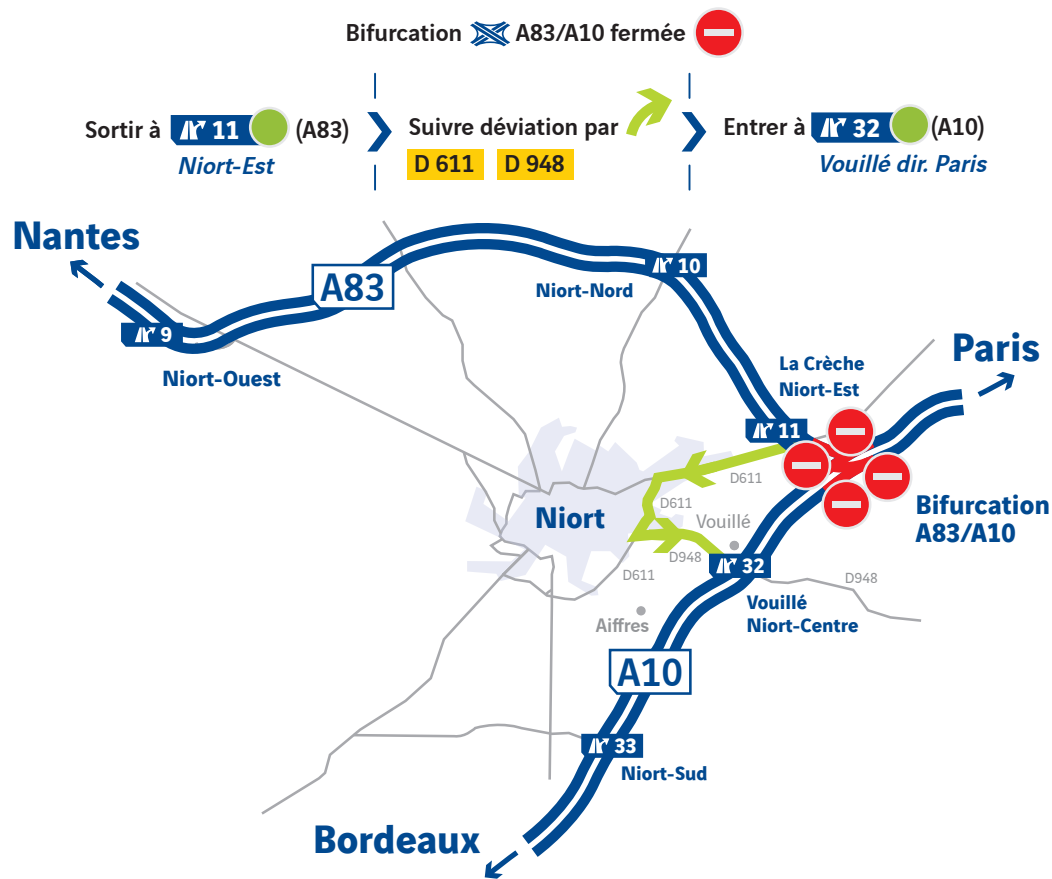 Bifurcation A83/A10 fermée
Sortir à 11 (A83)
Niort-Est
Suivre déviation par
D 611 D 948
Entrer à 32 (A10)
Vouillé dir. Paris
Nantes
A83
10
Niort-Nord
9
Niort-Ouest
Paris
La Crèche
Niort-Est
11
D611
D611
Niort
Vouillé
Bifurcation
A83/A10
D948
32
D611
D948
Vouillé
Niort-Centre
Aiffres
A10
33
Niort-Sud
Bordeaux